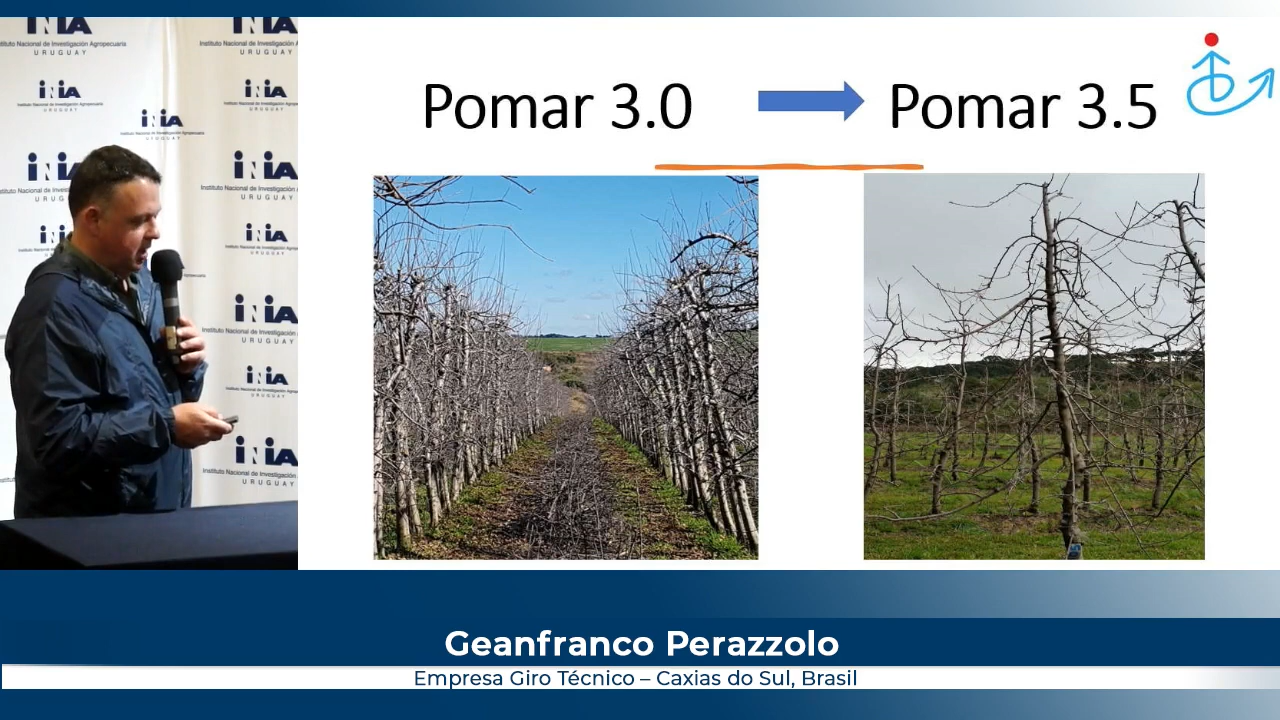 INIA
Instituto Nacional de Investigación Agropecuaria
URUGUAY
Pomar 3.0
Pomar 3.5
Geanfranco Perazzolo
Empresa Giro Técnico – Caxias do Sul, Brasil